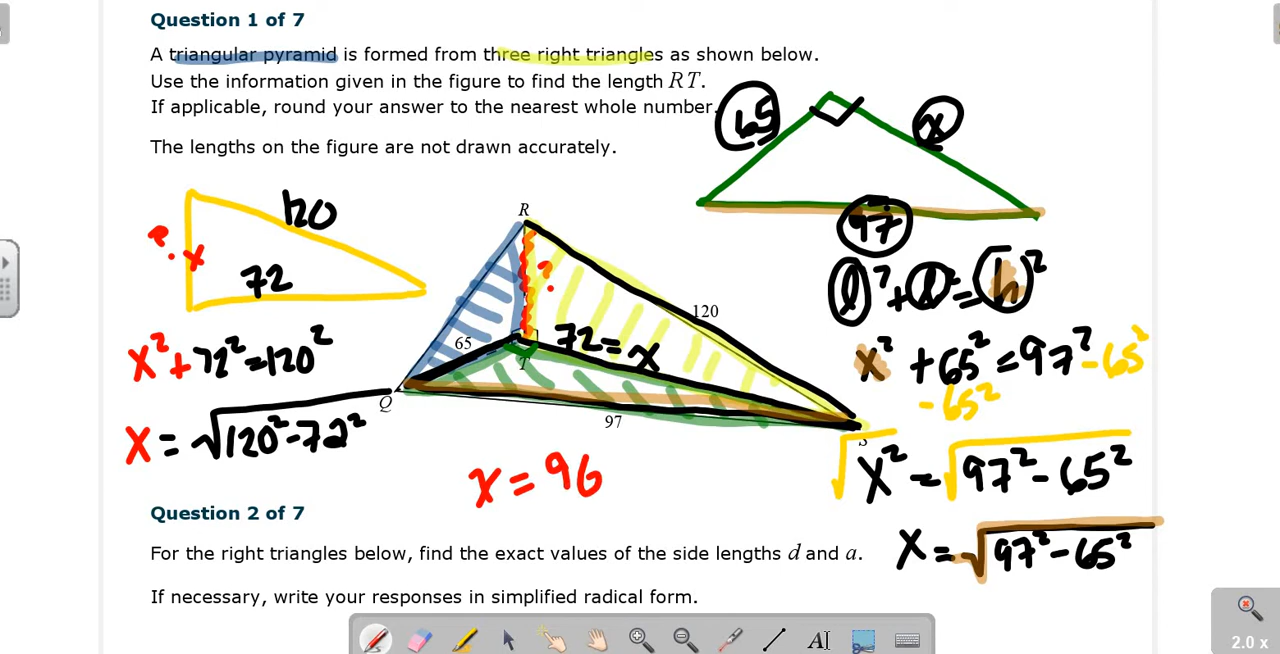 Question 1 of 7
A triangular pyramid is formed from three right triangles as shown below.
Use the information given in the figure to find the length RT.
If applicable, round your answer to the nearest whole number.
The lengths on the figure are not drawn accurately.
65
x
97
l² + l² = h²
120
?
x
72
R
?
120
65
72 = x
T
Q
97
S
x² + 72² = 120²
x = √120² - 72²
x = 96
x² + 65² = 97² - 65²
- 65²
√x² = √97² - 65²
x = √97² - 65²
Question 2 of 7
For the right triangles below, find the exact values of the side lengths d and a.
If necessary, write your responses in simplified radical form.
A
2.0 x